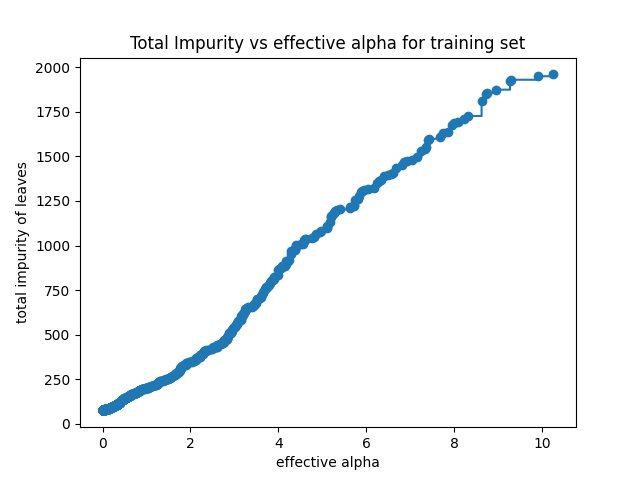 Total Impurity vs effective alpha for training set
2000
1750
1500
1250
1000
750
500
250
0
total impurity of leaves
0 2 4 6 8 10
effective alpha